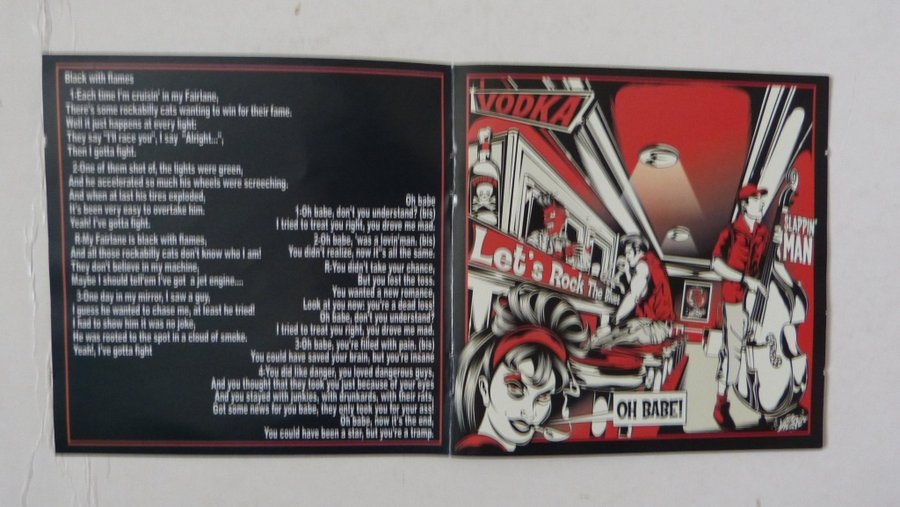 Black with flames
1-Each time I'm cruisin' in my Fairlane,
There's some rockabilly cats wanting to win for their fame.
Well it just happens at every light:
They say "I'll race you", I say "Alright...",
Then I gotta fight.
2-One of them shot of, the lights were green,
And he accelerated so much his wheels were screeching.
And when at last his tires exploded,
It's been very easy to overtake him.
Yeah! I've gotta fight.
R-My Fairlane is black with flames,
And all those rockabilly cats don't know who I am!
They don't believe in my machine,
Maybe I should tell'em I've got a jet engine....
3-One day in my mirror, I saw a guy,
I guess he wanted to chase me, at least he tried!
I had to show him it was no joke,
He was rooted to the spot in a cloud of smoke.
Yeah!, I've gotta fight
Oh babe
1-Oh babe, don't you understand? (bis)
I tried to treat you right, you drove me mad.
2-Oh babe, 'was a lovin'man. (bis)
You didn't realize, now it's all the same.
R-You didn't take your chance,
But you lost the toss.
You wanted a new romance,
Look at you now: you're a dead loss!
Oh babe, don't you understand?
I tried to treat you right, you drove me mad.
3-Oh babe, you're filled with pain. (bis)
You could have saved your brain, but you're insane
4-You did like danger, you loved dangerous guys,
And you thought that they took you just because of your eyes
And you stayed with junkies, with drunkards, with their rats,
Got some news for you babe, they only took you for your ass!
Oh babe, now it's the end,
You could have been a star, but you're a tramp.
VODKA
Let's Rock The
SLAPPIN'
MAN
OH BABE!